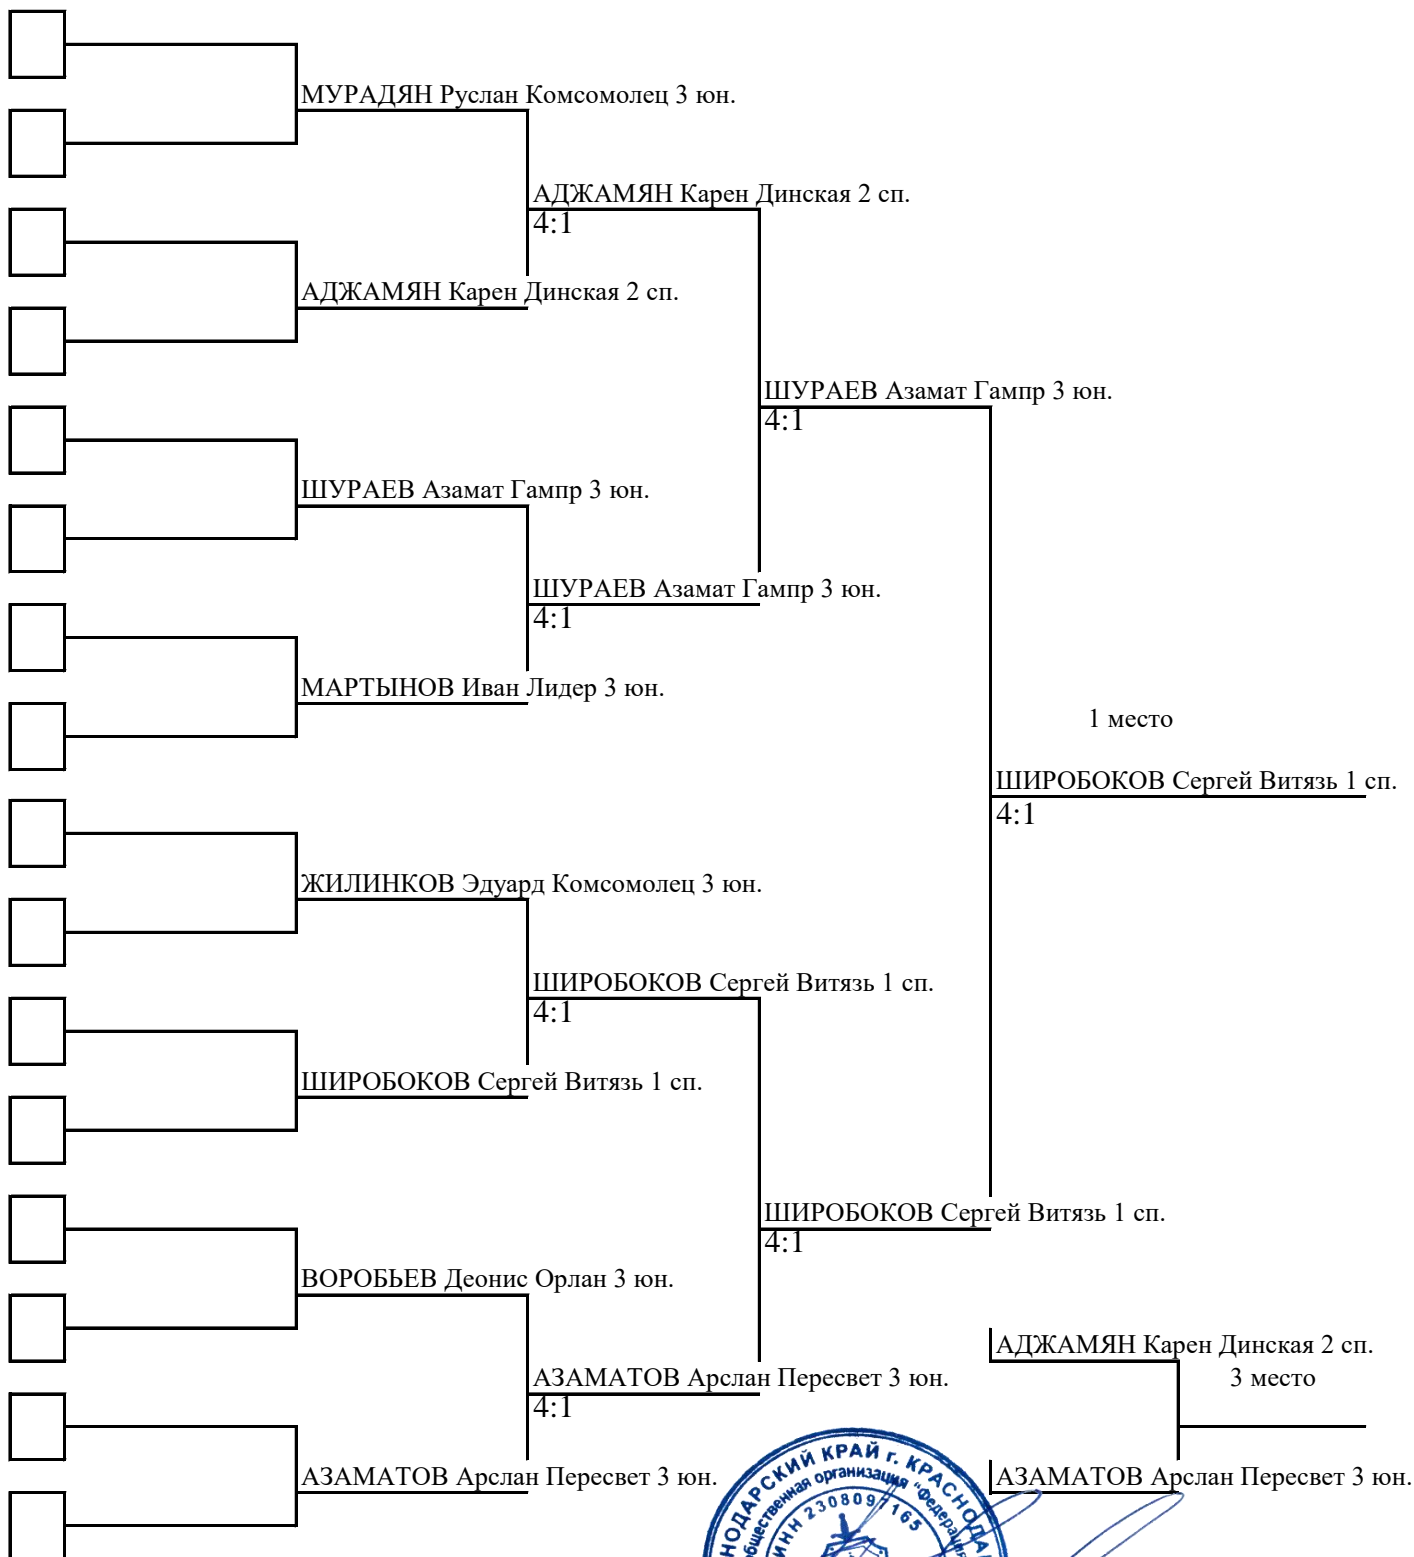 МУРАДЯН Руслан Комсомолец 3 юн.
АДЖАМЯН Карен Динская 2 сп.
4:1
АДЖАМЯН Карен Динская 2 сп.
ШУРАЕВ Азамат Гампр 3 юн.
4:1
ШУРАЕВ Азамат Гампр 3 юн.
ШУРАЕВ Азамат Гампр 3 юн.
4:1
МАРТЫНОВ Иван Лидер 3 юн.
1 место
ШИРОБОКОВ Сергей Витязь 1 сп.
4:1
ЖИЛИНКОВ Эдуард Комсомолец 3 юн.
ШИРОБОКОВ Сергей Витязь 1 сп.
4:1
ШИРОБОКОВ Сергей Витязь 1 сп.
ШИРОБОКОВ Сергей Витязь 1 сп.
4:1
ВОРОБЬЕВ Деонис Орлан 3 юн.
АДЖАМЯН Карен Динская 2 сп.
3 место
АЗАМАТОВ Арслан Пересвет 3 юн.
4:1
АЗАМАТОВ Арслан Пересвет 3 юн.
АЗАМАТОВ Арслан Пересвет 3 юн.
НОДАРСКИЙ КРАЙ г. КРАСНОДА
общественная организация "Федерация
ИНН 2308097165